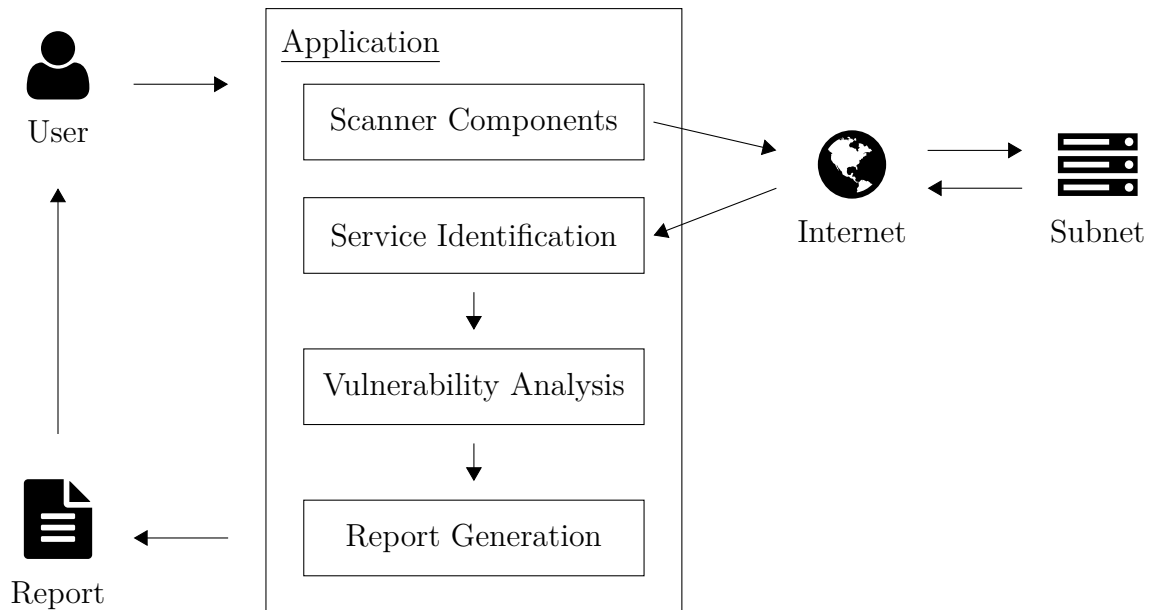 Application
User
Scanner Components
Service Identification
Internet
Subnet
Vulnerability Analysis
Report Generation
Report